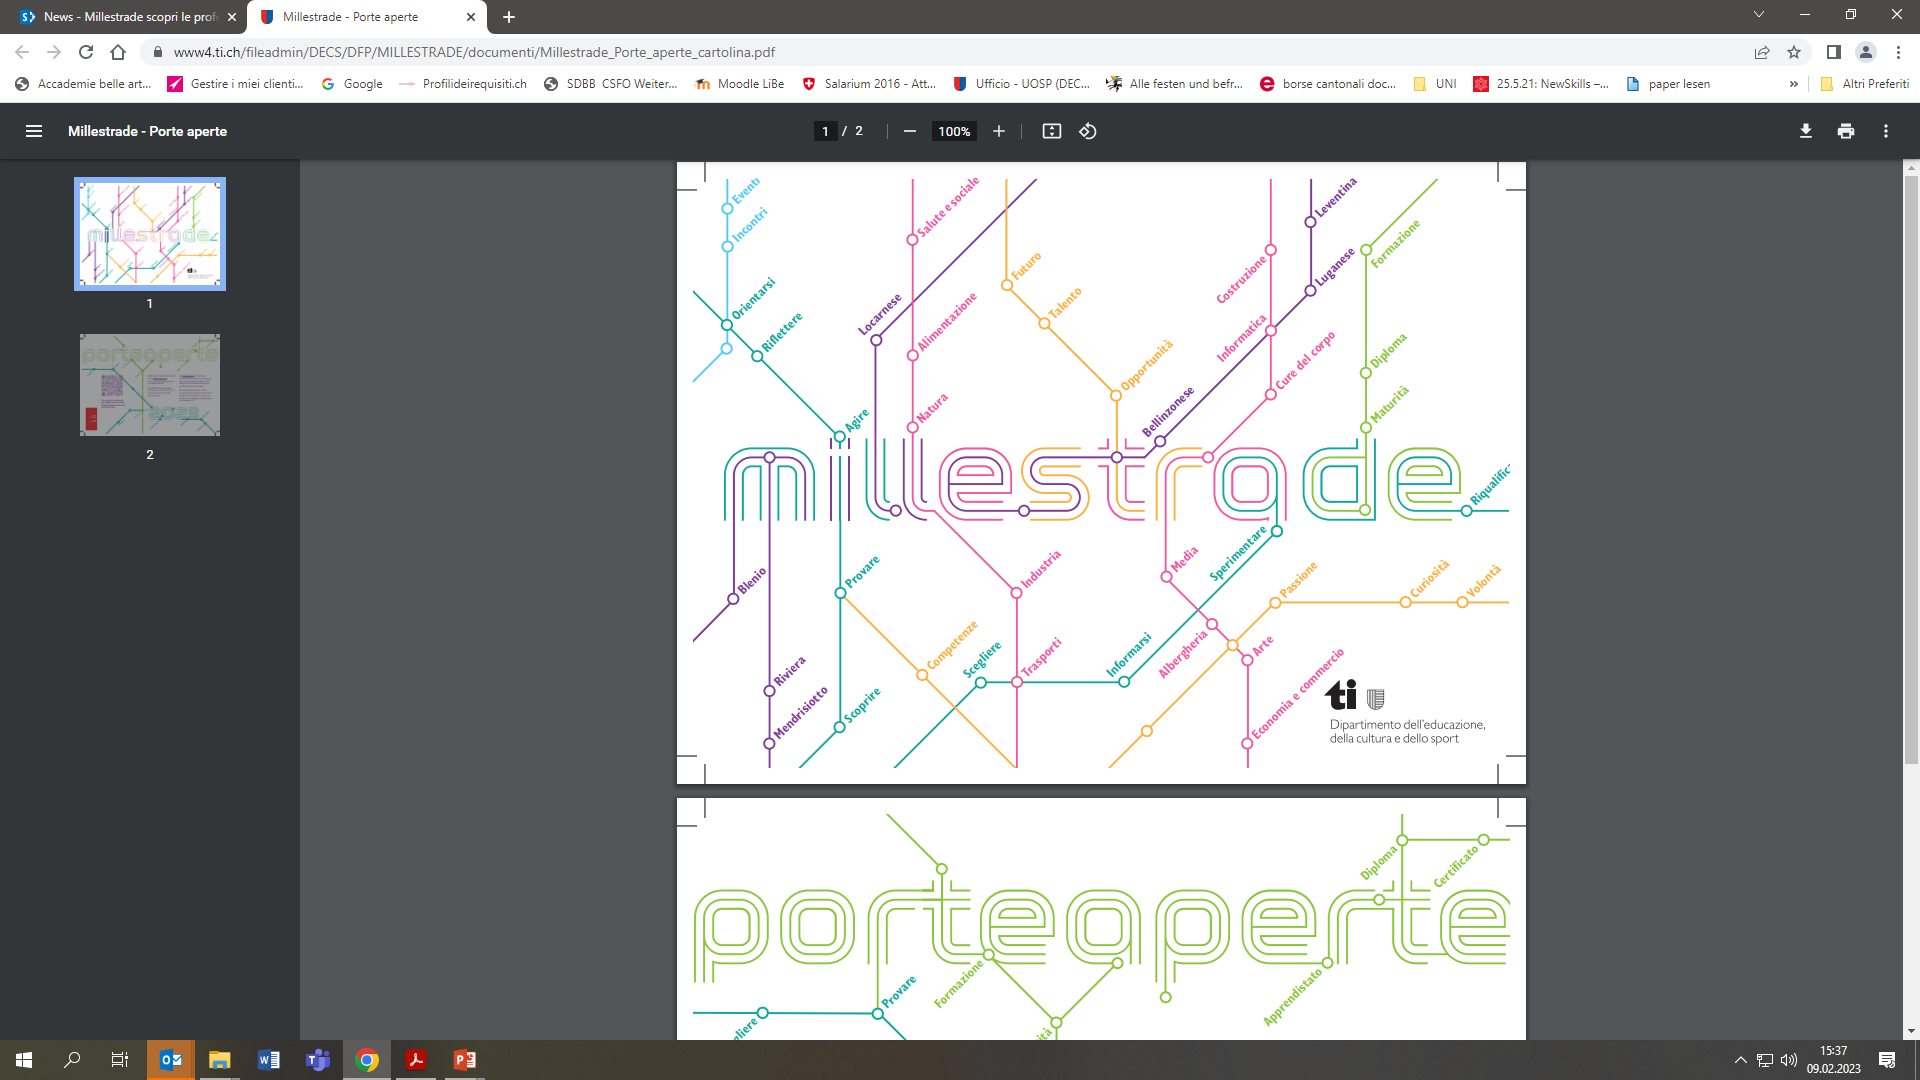 News - Millestrade scopri le prof
Millestrade - Porte aperte
www4.ti.ch/fileadmin/DECS/DFP/MILLESTRADE/documenti/Millestrade_Porte_aperte_cartolina.pdf
Accademie belle art...
Gestire i miei clienti...
Google
Profilideirequisiti.ch
SDBB CSFO Weiter...
Moodle LiBe
Salarium 2016 - Att...
Ufficio - UOSP (DEC...
Alle festen und befr...
borse cantonali doc...
UNI
25.5.21: NewSkills –...
paper lesen
»
Altri Preferiti
Millestrade - Porte aperte
1 / 2
100%
1
2
Eventi
Incontri
Orientarsi
Riflettere
Agire
Locarnese
Salute e sociale
Alimentazione
Natura
Futuro
Talento
Opportunità
Bellinzonese
Costruzione
Informatica
Cure del corpo
Leventina
Luganese
Formazione
Diploma
Maturità
millestrade
Riqualific
Blenio
Riviera
Mendrisiotto
Provare
Scoprire
Competenze
Scegliere
Industria
Trasporti
Informarsi
Sperimentare
Media
Albergheria
Arte
Economia e commercio
Passione
Curiosità
Volontà
ti
Dipartimento dell'educazione,
della cultura e dello sport
porteaperte
Diploma
Certificato
Formazione
Provare
Apprendistato
gliere
ità
15:37
09.02.2023